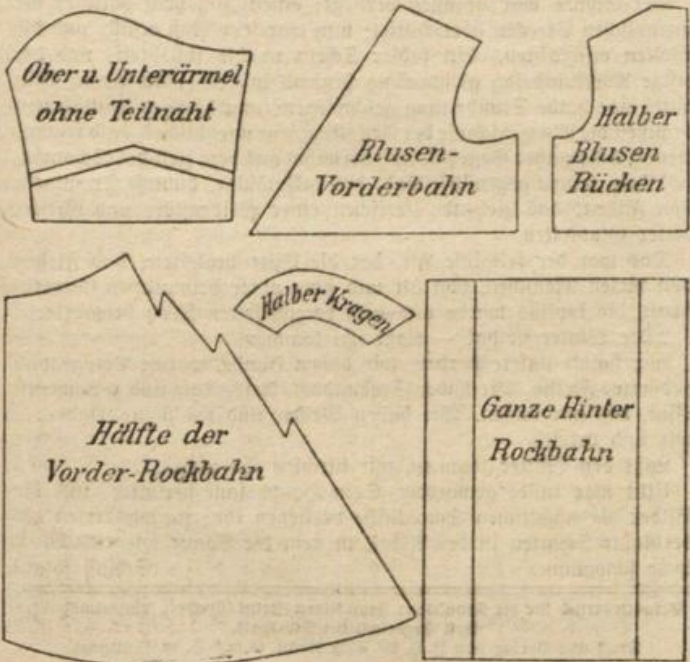 Ober u. Unterärmel
ohne Teilnaht
Blusen-
Vorderbahn
Halber
Blusen
Rücken
Halber Kragen
Hälfte der
Vorder-Rockbahn
Ganze Hinter
Rockbahn